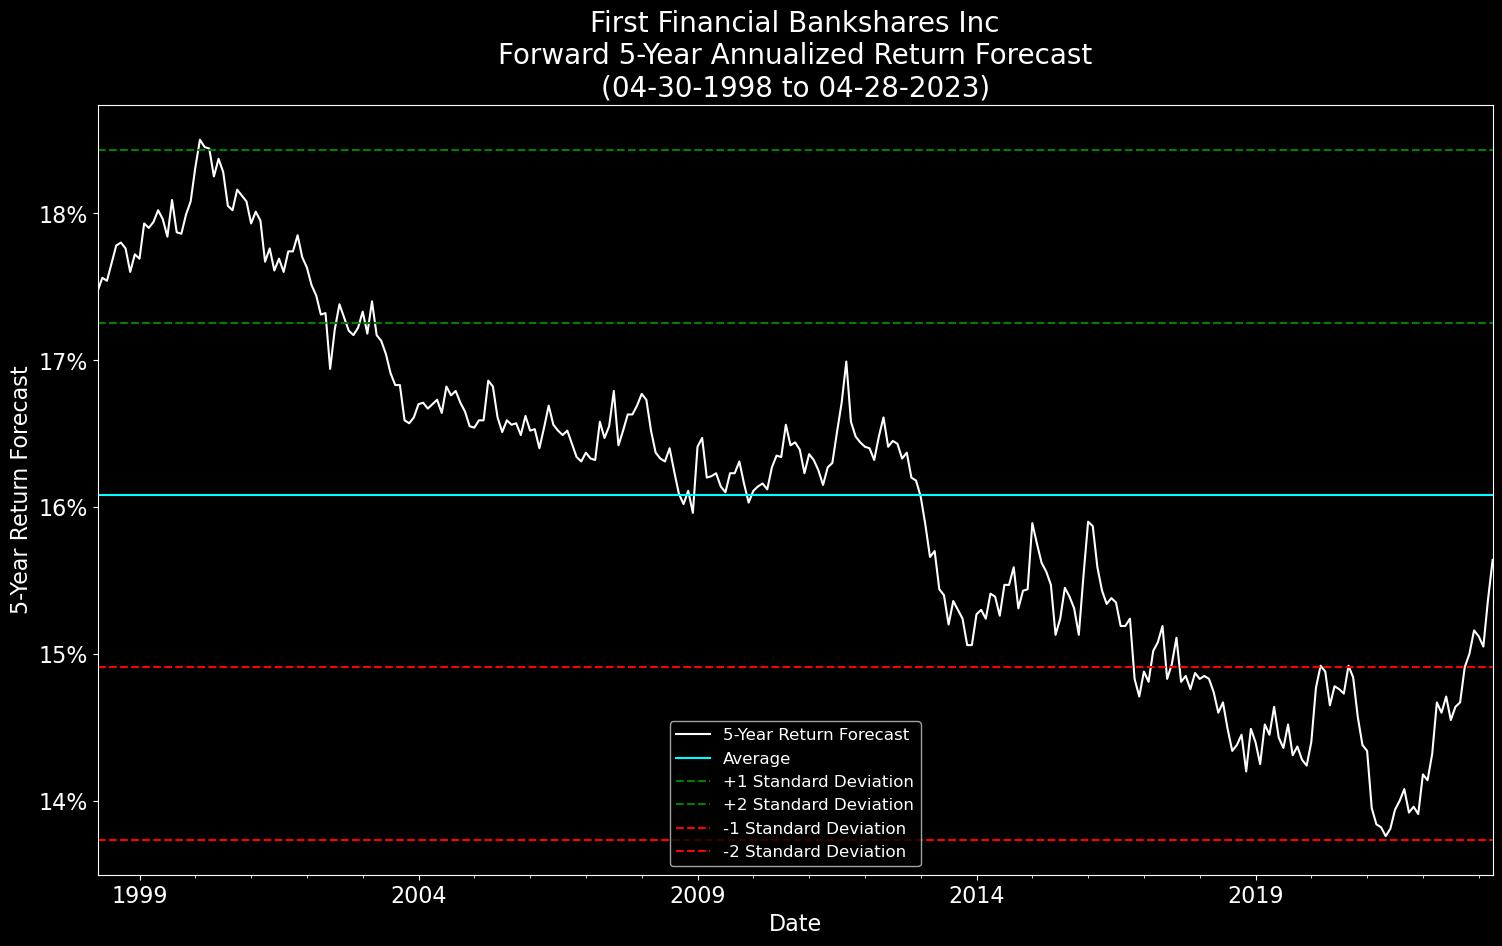 First Financial Bankshares Inc
Forward 5-Year Annualized Return Forecast
(04-30-1998 to 04-28-2023)
5-Year Return Forecast
18%
17%
16%
15%
14%
5-Year Return Forecast
Average
+1 Standard Deviation
+2 Standard Deviation
-1 Standard Deviation
-2 Standard Deviation
1999 2004 2009 2014 2019
Date